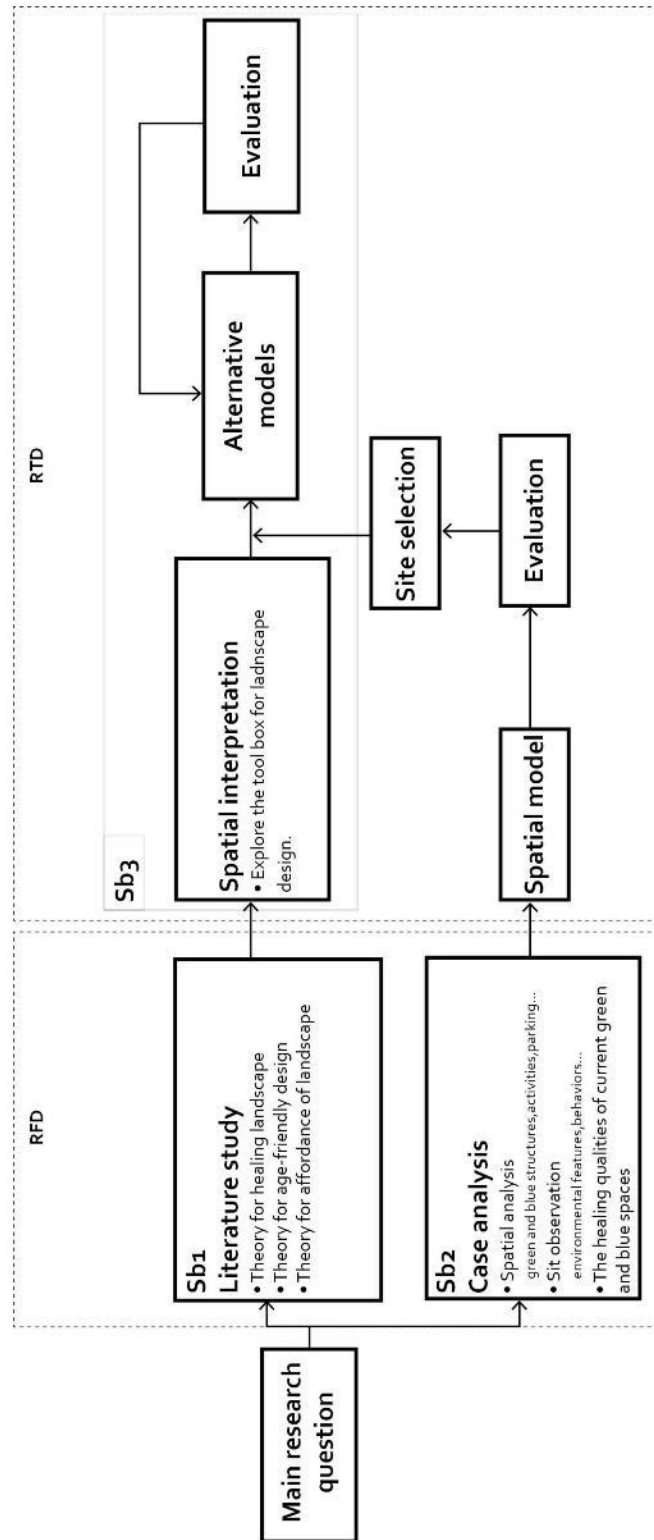 RFD
RTD
Main research
question
Sb1
Literature study
• Theory for healing landscape
• Theory for age-friendly design
• Theory for affordance of landscape
Sb2
Case analysis
• Spatial analysis
green and blue structures,activities,parking...
• Sit observation
environmental features,behaviors...
• The healing qualities of current green
and blue spaces
Sb3
Spatial interpretation
• Explore the tool box for ladnscape
design.
Alternative
models
Evaluation
Spatial model
Evaluation
Site selection